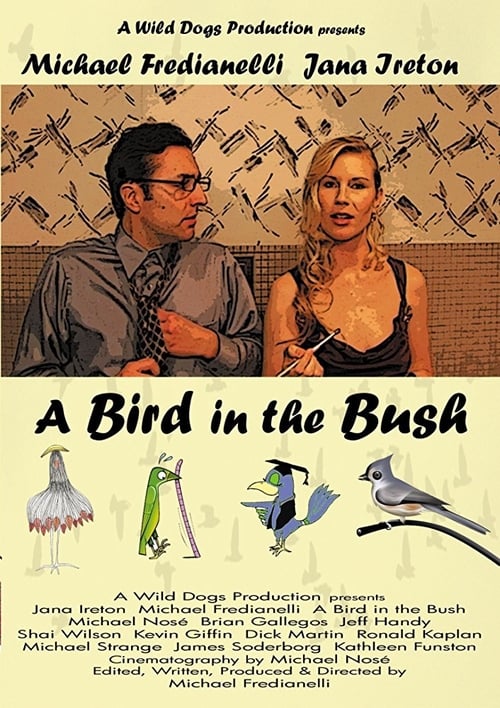 A Wild Dogs Production presents
Michael Fredianelli Jana Ireton
A Bird in the Bush
A Wild Dogs Production presents
Jana Ireton Michael Fredianelli A Bird in the Bush
Michael Nosé Brian Gallegos Jeff Handy
Shai Wilson Kevin Giffin Dick Martin Ronald Kaplan
Michael Strange James Soderborg Kathleen Funston
Cinematography by Michael Nosé
Edited, Written, Produced & Directed by
Michael Fredianelli